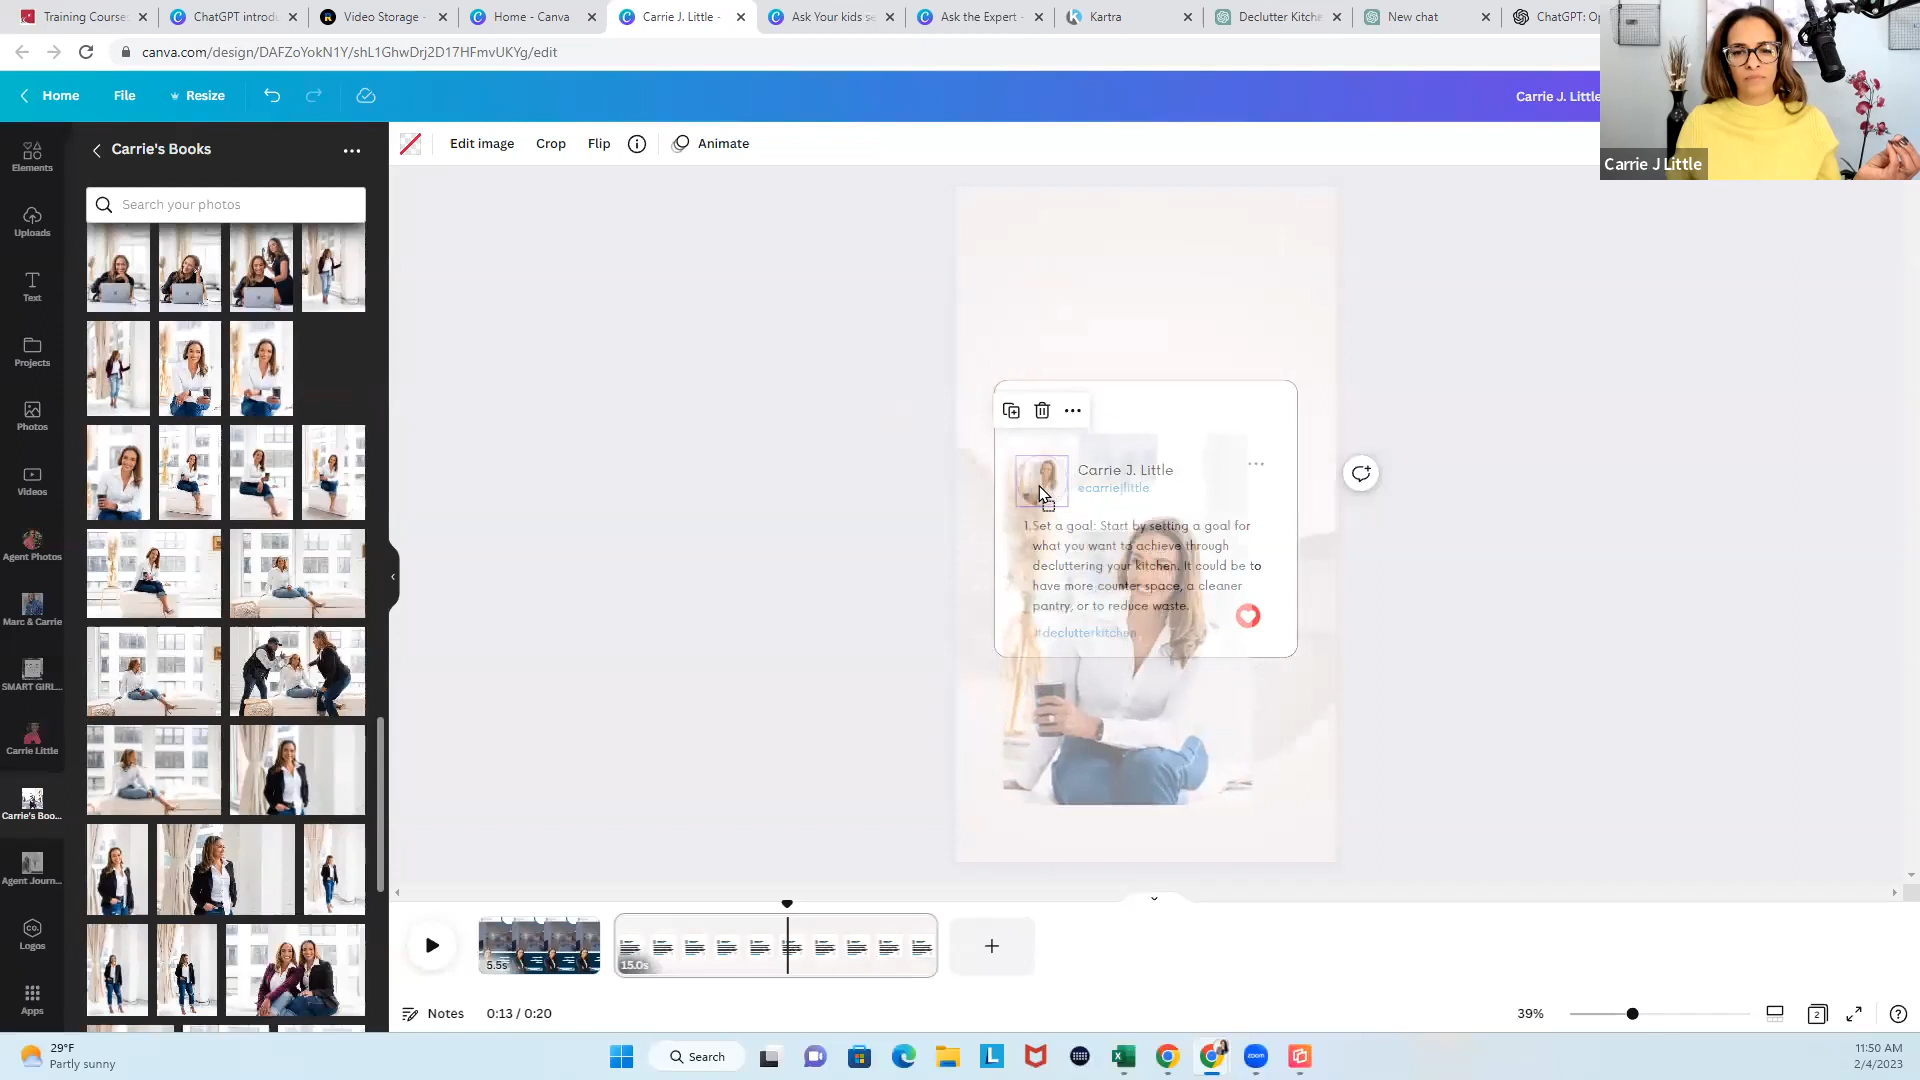 Training Course
ChatGPT introdu
Video Storage -
Home - Canva
Carrie J. Little -
Ask Your kids se
Ask the Expert -
Kartra
Declutter Kitche
New chat
ChatGPT: Op
canva.com/design/DAFZoYokN1Y/shL1GhwDrj2D17HFmvUKYg/edit
Home
File
Resize
Carrie J. Little
Carrie J Little
Carrie's Books
Edit image
Crop
Flip
Animate
Search your photos
Elements
Uploads
Text
Projects
Photos
Videos
Agent Photos
Marc & Carrie
SMART GIRL...
Carrie Little
Carrie's Boo...
Agent Journ...
Logos
Apps
Carrie J. Little
@carriejlittle
1. Set a goal: Start by setting a goal for
what you want to achieve through
decluttering your kitchen. It could be to
have more counter space, a cleaner
pantry, or to reduce waste.
#declutterkitchen
5.5s
15.0s
Notes
0:13 / 0:20
39%
2
29°F
Partly sunny
Search
zoom
11:50 AM
2/4/2023